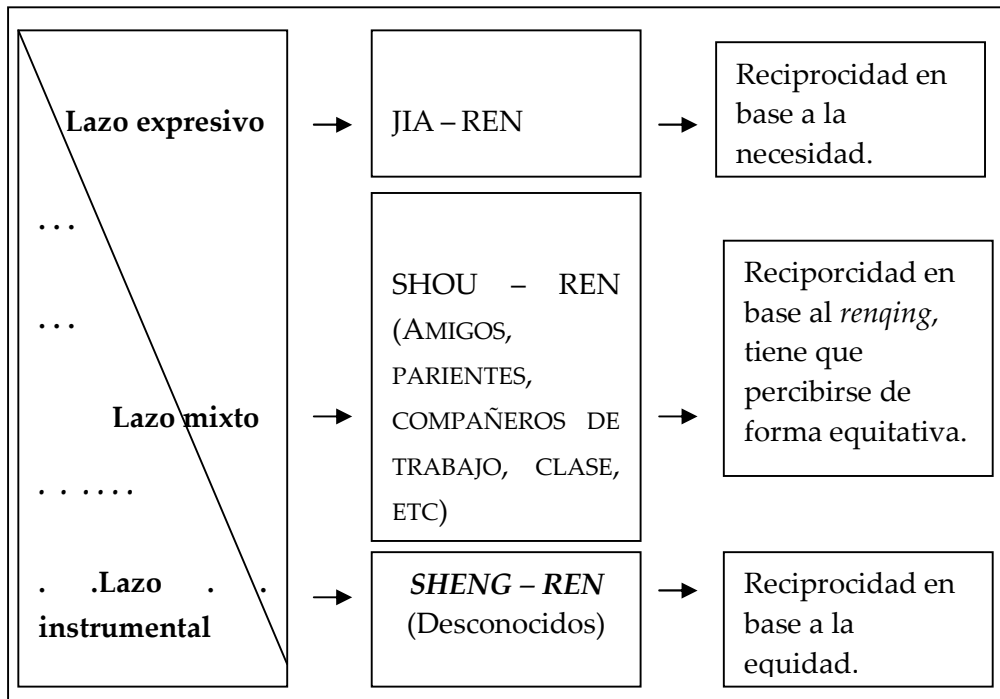 Lazo expresivo
. . .
. . .
Lazo mixto
. . . . . .
. .Lazo . .
instrumental
JIA – REN
SHOU – REN
(AMIGOS,
PARIENTES,
COMPAÑEROS DE
TRABAJO, CLASE,
ETC)
SHENG – REN
(Desconocidos)
Reciprocidad en
base a la
necesidad.
Reciporcidad en
base al renqing,
tiene que
percibirse de
forma equitativa.
Reciprocidad en
base a la
equidad.